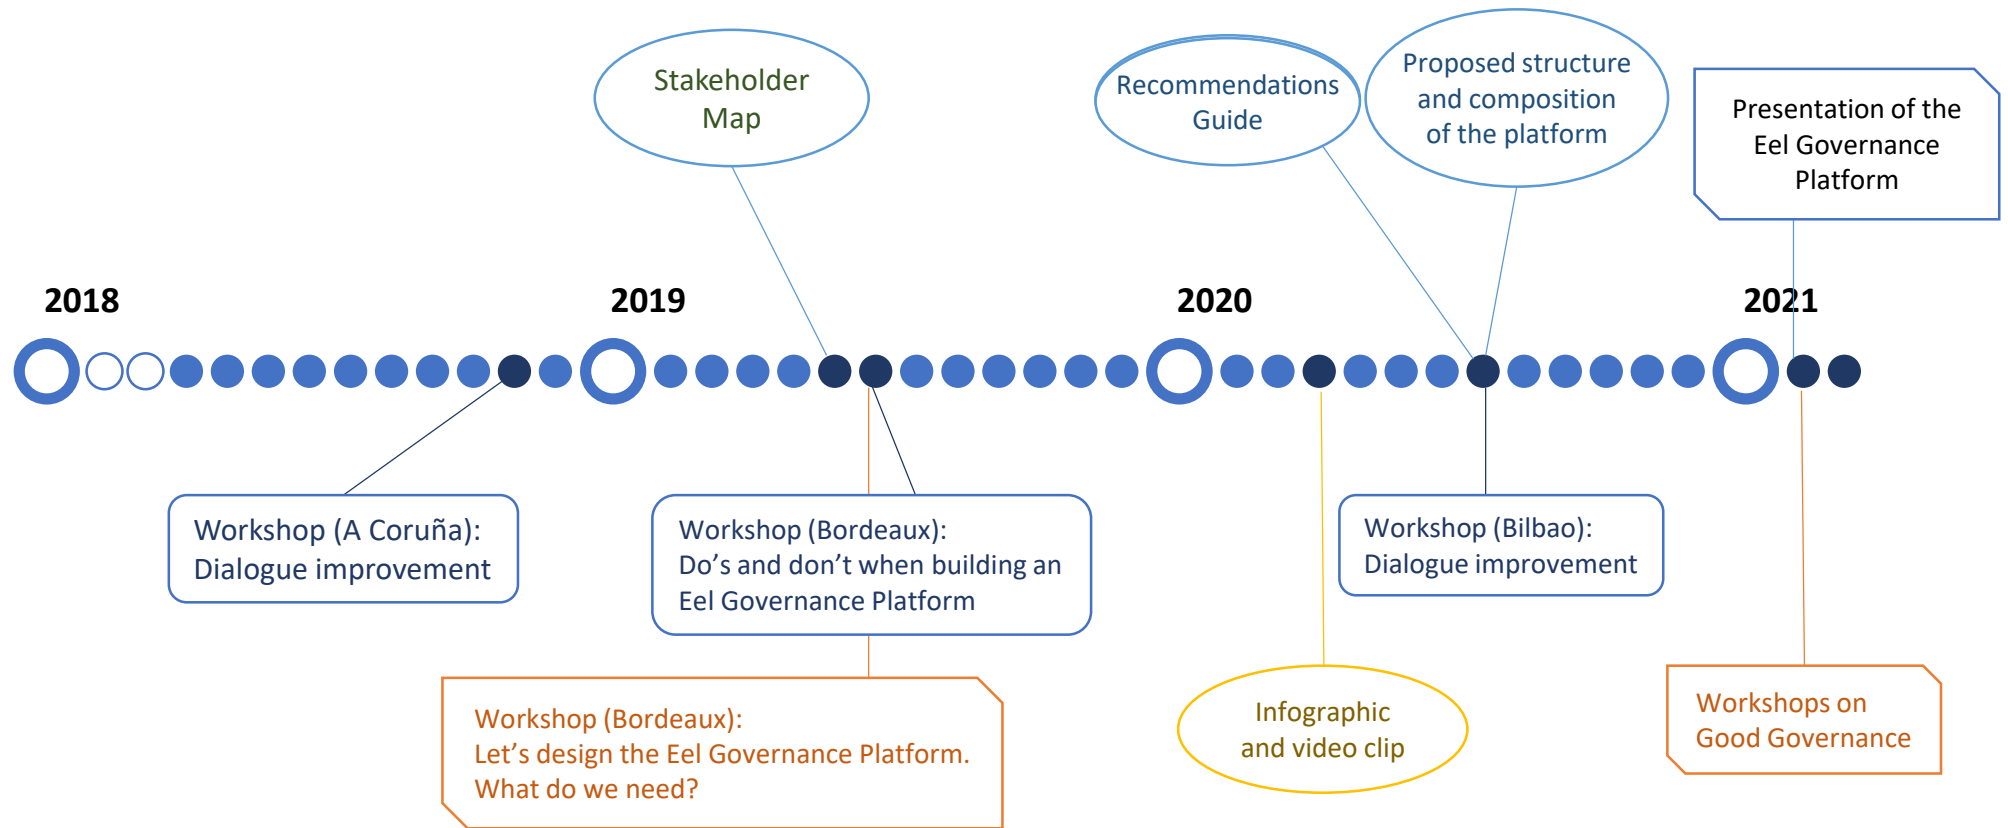 Stakeholder
Map
Recommendations
Guide
Proposed structure
and composition
of the platform
Presentation of the
Eel Governance
Platform
2018
2019
2020
2021
Workshop (A Coruña):
Dialogue improvement
Workshop (Bordeaux):
Do’s and don’t when building an
Eel Governance Platform
Workshop (Bilbao):
Dialogue improvement
Workshop (Bordeaux):
Let’s design the Eel Governance Platform.
What do we need?
Infographic
and video clip
Workshops on
Good Governance